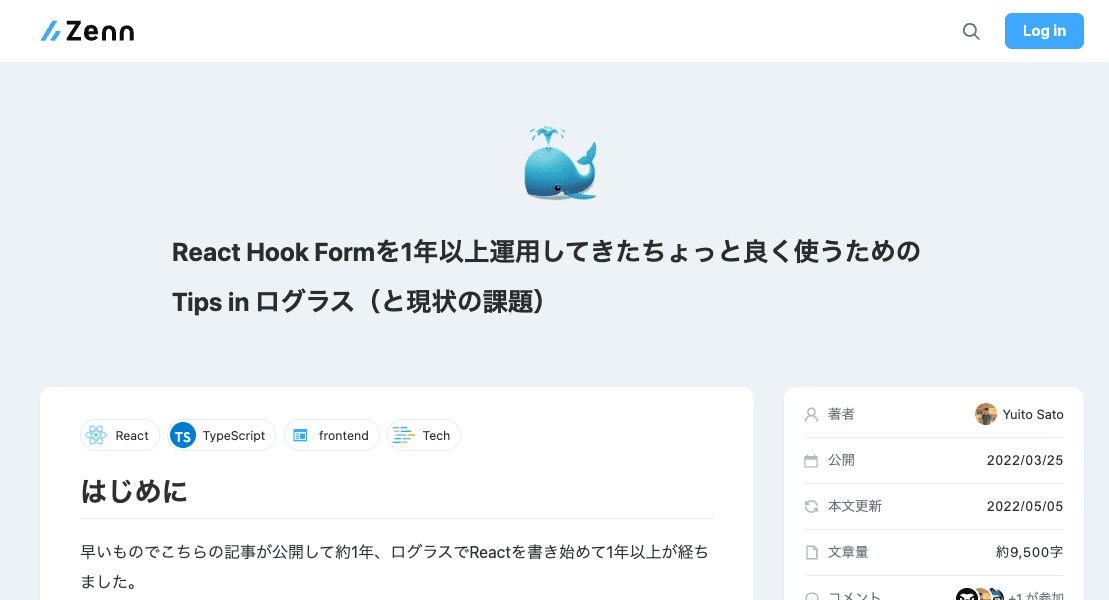 Zenn
Log in
React Hook Formを1年以上運用してきたちょっと良く使うための
Tips in ログラス（と現状の課題）
React
TS TypeScript
frontend
Tech
はじめに
早いものでこちらの記事が公開して約1年、ログラスでReactを書き始めて1年以上が経ち
ました。
著者 Yuito Sato
公開 2022/03/25
本文更新 2022/05/05
文章量 約9,500字
コメント +1 が参加